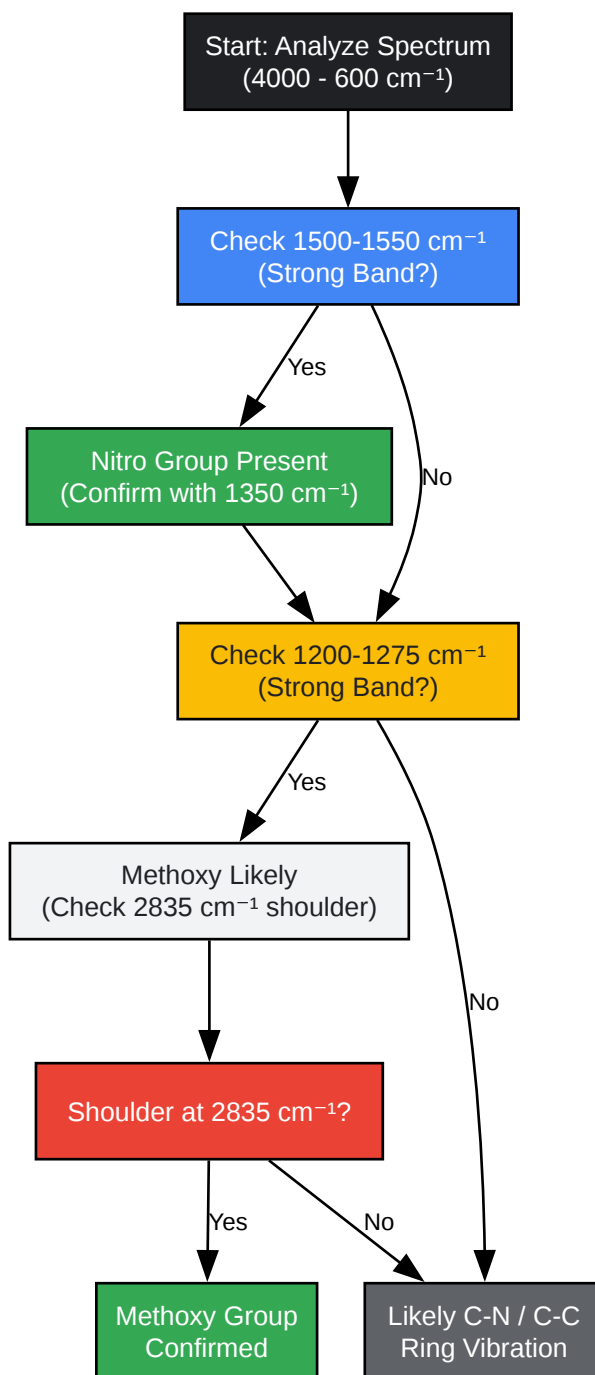 Start: Analyze Spectrum
(4000 - 600 cm⁻¹)
Check 1500-1550 cm⁻¹
(Strong Band?)
Yes
Nitro Group Present
(Confirm with 1350 cm⁻¹)
No
Check 1200-1275 cm⁻¹
(Strong Band?)
Yes
Methoxy Likely
(Check 2835 cm⁻¹ shoulder)
No
Shoulder at 2835 cm⁻¹?
Yes
No
Methoxy Group
Confirmed
Likely C-N / C-C
Ring Vibration